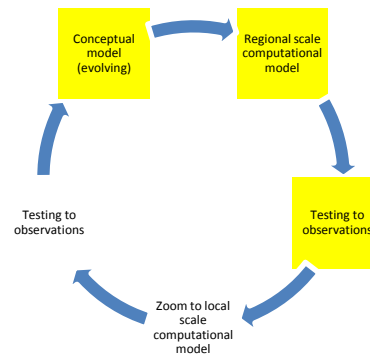 Conceptual
model
(evolving)
Regional scale
computational
model
Testing to
observations
Zoom to local
scale
computational
model
Testing to
observations